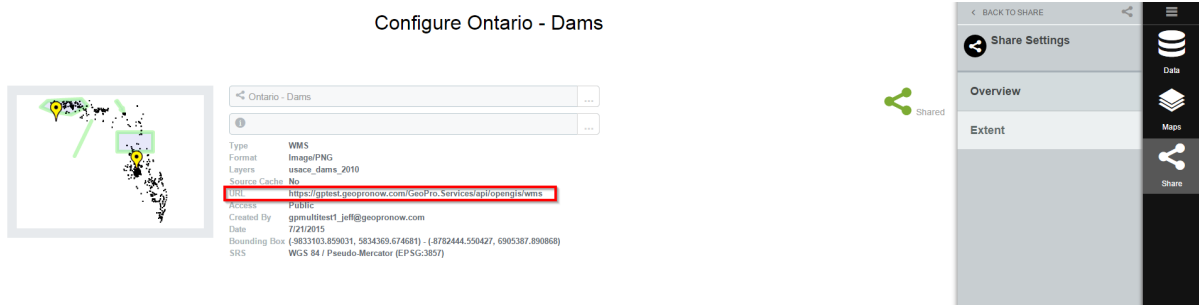 Configure Ontario - Dams
Ontario - Dams
...
...
Type WMS
Format Image/PNG
Layers usace_dams_2010
Source Cache No
URL https://gptest.geopronow.com/GeoPro.Services/api/opengis/wms
Access Public
Created By gpmultitest1_jeff@geopronow.com
Date 7/21/2015
Bounding Box (-9833103.859031, 5834369.674681) - (-8782444.550427, 6905387.890868)
SRS WGS 84 / Pseudo-Mercator (EPSG:3857)
Shared
< BACK TO SHARE
Share Settings
Overview
Extent
Data
Maps
Share